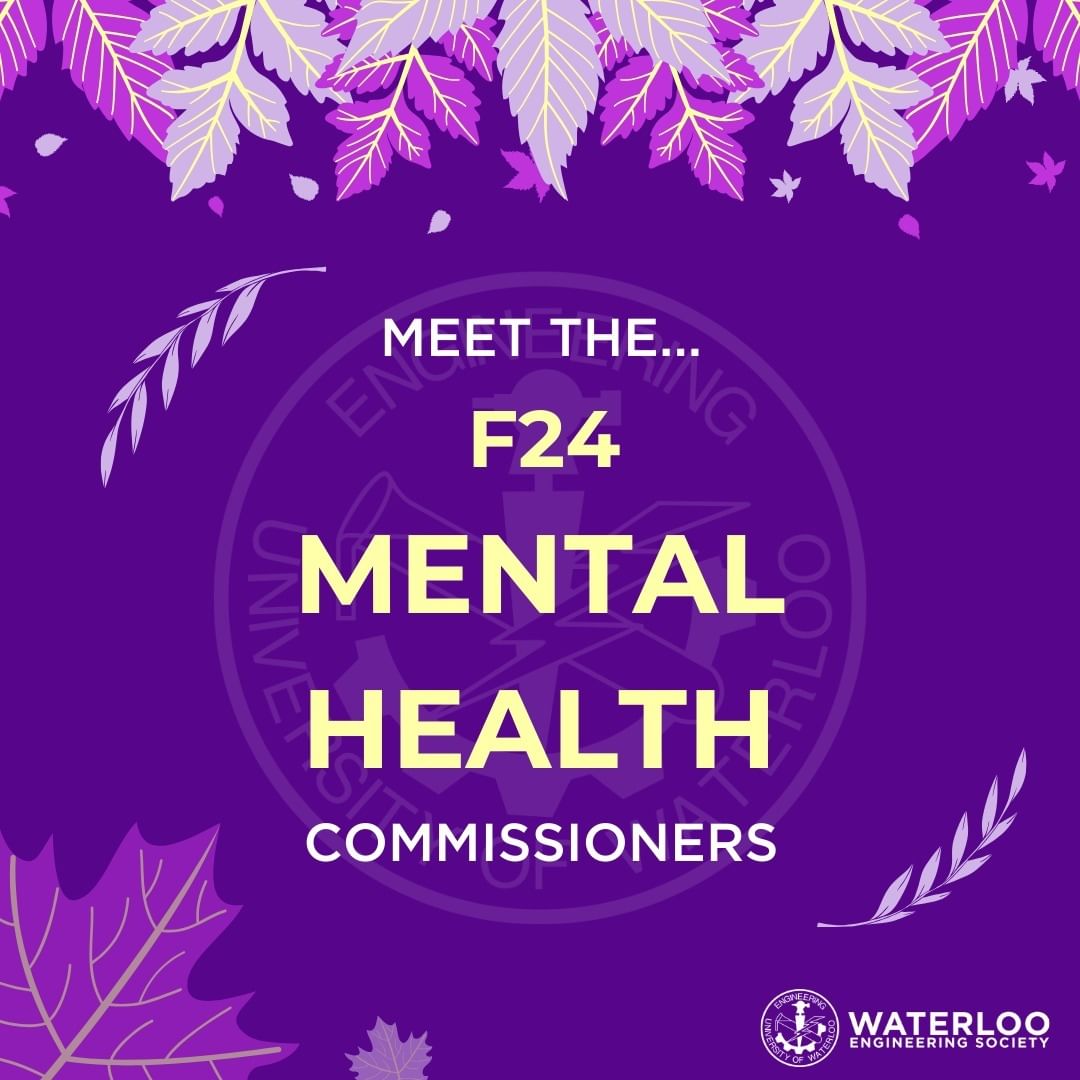 MEET THE...
F24
MENTAL
HEALTH
COMMISSIONERS
ENGINEERING
UNIVERSITY OF WATERLOO
ENGINEERING
UNIVERSITY OF WATERLOO
WATERLOO
ENGINEERING SOCIETY